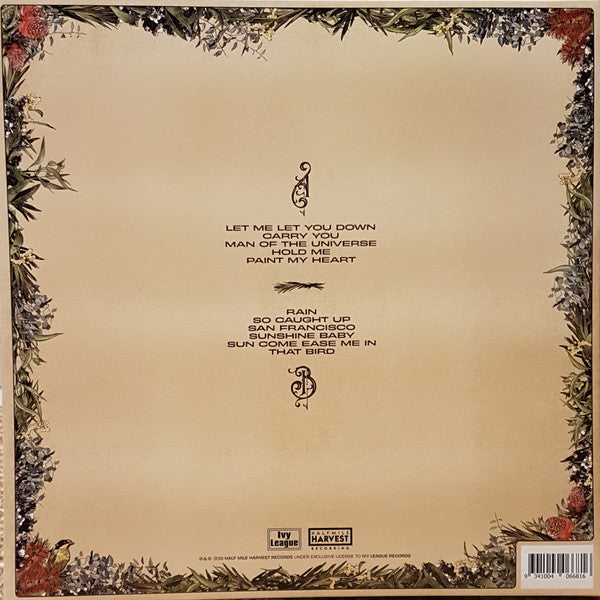 A
LET ME LET YOU DOWN
CARRY YOU
MAN OF THE UNIVERSE
HOLD ME
PAINT MY HEART
RAIN
SO CAUGHT UP
SAN FRANCISCO
SUNSHINE BABY
SUN COME EASE ME IN
THAT BIRD
B
Ivy
League
HALF MILE
HARVEST
RECORDING
℗ & © 2019 HALF MILE HARVEST RECORDS UNDER EXCLUSIVE LICENSE TO IVY LEAGUE RECORDS
9 341004 066816